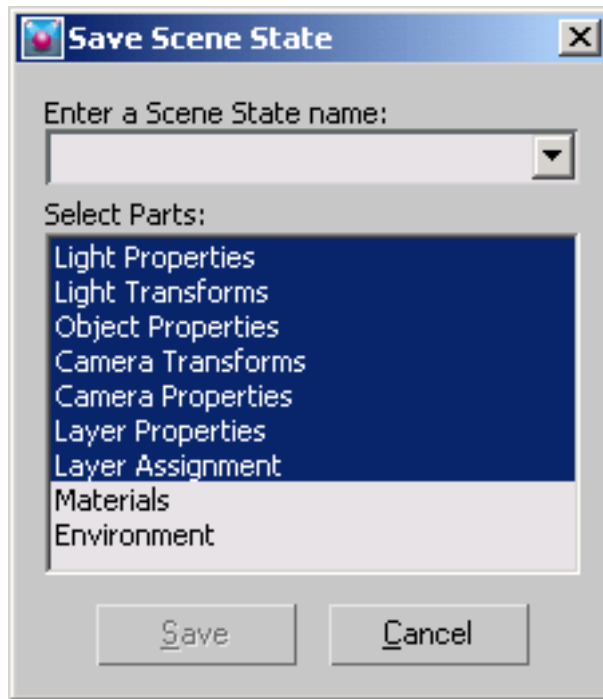 Save Scene State
Enter a Scene State name:
Select Parts:
Light Properties
Light Transforms
Object Properties
Camera Transforms
Camera Properties
Layer Properties
Layer Assignment
Materials
Environment
Save Cancel